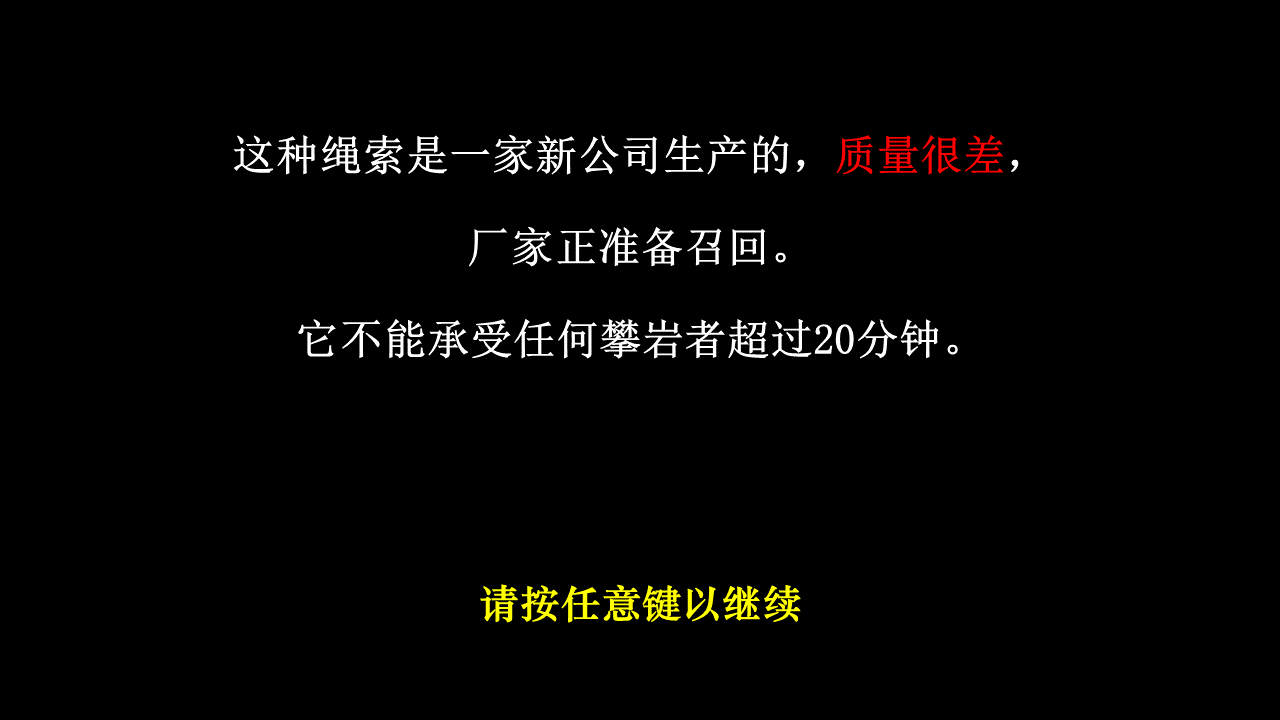 这种绳索是一家新公司生产的，质量很差，
厂家正准备召回。
它不能承受任何攀岩者超过20分钟。
请按任意键以继续